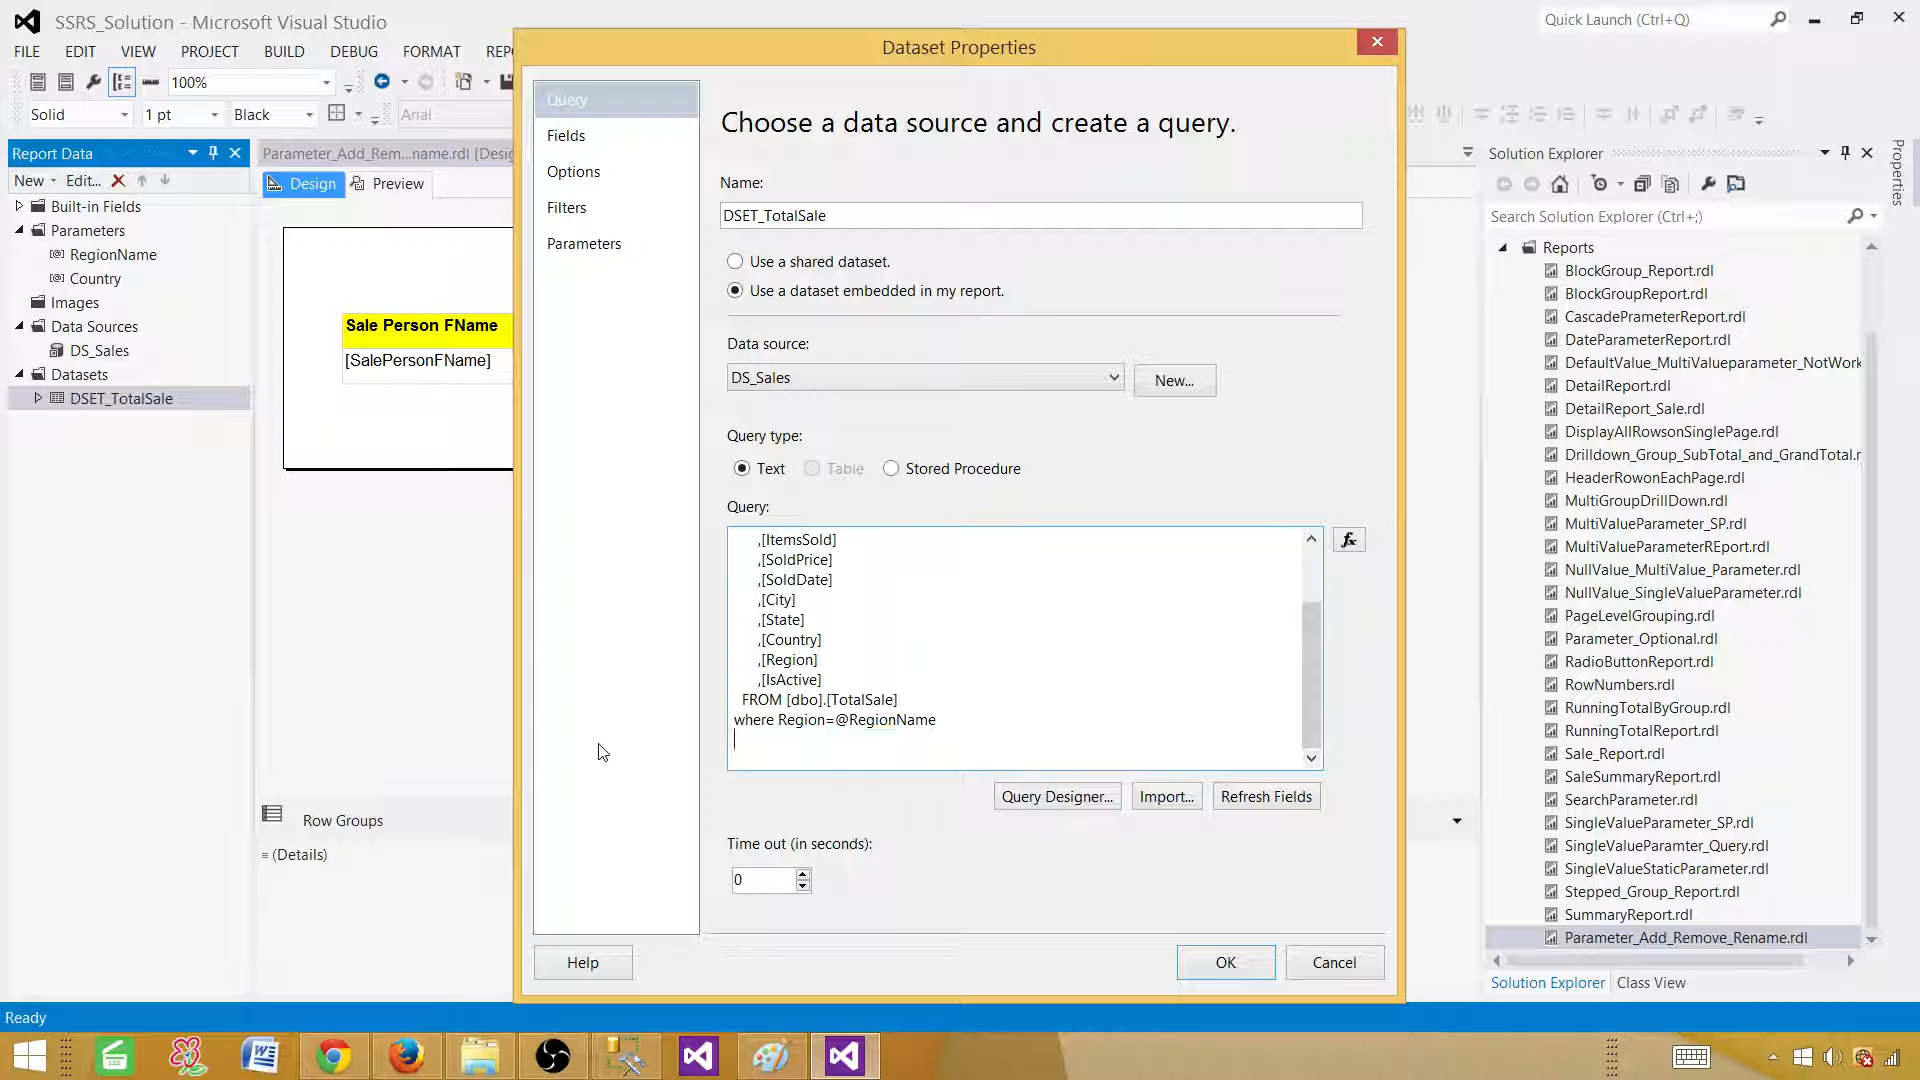 SSRS_Solution - Microsoft Visual Studio
Quick Launch (Ctrl+Q)
FILE EDIT VIEW PROJECT BUILD DEBUG FORMAT REP
100%
Solid 1 pt Black Arial
Report Data
New Edit...
Built-in Fields
Parameters
RegionName
Country
Images
Data Sources
DS_Sales
Datasets
DSET_TotalSale
Parameter_Add_Rem...name.rdl [Desig
Design Preview
Sale Person FName
[SalePersonFName]
Row Groups
(Details)
Dataset Properties
Query
Fields
Options
Filters
Parameters
Choose a data source and create a query.
Name:
DSET_TotalSale
Use a shared dataset.
Use a dataset embedded in my report.
Data source:
DS_Sales
New...
Query type:
Text Table Stored Procedure
Query:
,[ItemsSold]
,[SoldPrice]
,[SoldDate]
,[City]
,[State]
,[Country]
,[Region]
,[IsActive]
FROM [dbo].[TotalSale]
where Region=@RegionName
fx
Query Designer... Import... Refresh Fields
Time out (in seconds):
0
Help OK Cancel
Solution Explorer
Search Solution Explorer (Ctrl+;)
Reports
BlockGroup_Report.rdl
BlockGroupReport.rdl
CascadePrameterReport.rdl
DateParameterReport.rdl
DefaultValue_MultiValueparameter_NotWork
DetailReport.rdl
DetailReport_Sale.rdl
DisplayAllRowsonSinglePage.rdl
Drilldown_Group_SubTotal_and_GrandTotal.r
HeaderRowonEachPage.rdl
MultiGroupDrillDown.rdl
MultiValueParameter_SP.rdl
MultiValueParameterREport.rdl
NullValue_MultiValue_Parameter.rdl
NullValue_SingleValueParameter.rdl
PageLevelGrouping.rdl
Parameter_Optional.rdl
RadioButtonReport.rdl
RowNumbers.rdl
RunningTotalByGroup.rdl
RunningTotalReport.rdl
Sale_Report.rdl
SaleSummaryReport.rdl
SearchParameter.rdl
SingleValueParameter_SP.rdl
SingleValueParamter_Query.rdl
SingleValueStaticParameter.rdl
Stepped_Group_Report.rdl
SummaryReport.rdl
Parameter_Add_Remove_Rename.rdl
Solution Explorer Class View
Properties
Ready